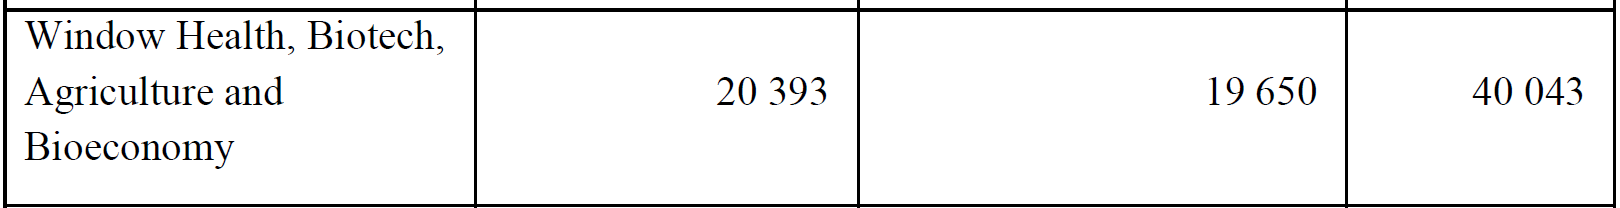 Window Health, Biotech,
Agriculture and
Bioeconomy
20 393
19 650
40 043